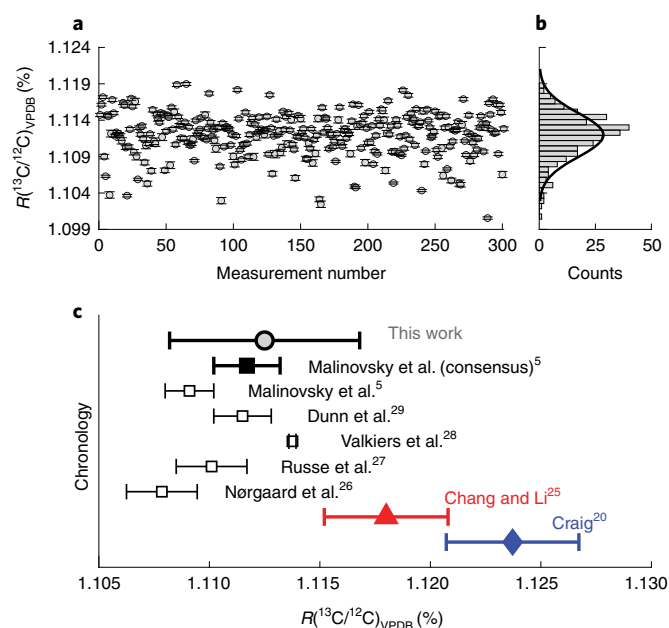 a
b
1.124
1.119
1.114
1.109
1.104
1.099
R(¹³C/¹²C)VPDB (%)
0 50 100 150 200 250 300
0 25 50
Measurement number
Counts
c
This work
Malinovsky et al. (consensus)⁵
Malinovsky et al.⁵
Dunn et al.²⁹
Valkiers et al.²⁸
Russe et al.²⁷
Nørgaard et al.²⁶
Chang and Li²⁵
Craig²⁰
Chronology
1.105 1.110 1.115 1.120 1.125 1.130
R(¹³C/¹²C)VPDB (%)